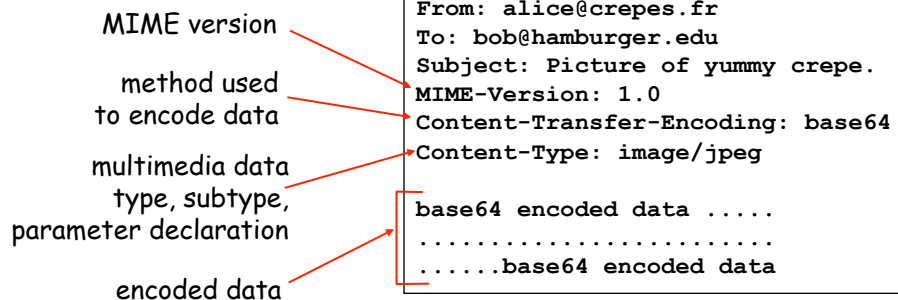 MIME version
method used
to encode data
multimedia data
type, subtype,
parameter declaration
encoded data
From: alice@crepes.fr
To: bob@hamburger.edu
Subject: Picture of yummy crepe.
MIME-Version: 1.0
Content-Transfer-Encoding: base64
Content-Type: image/jpeg
base64 encoded data .....
.........................
......base64 encoded data